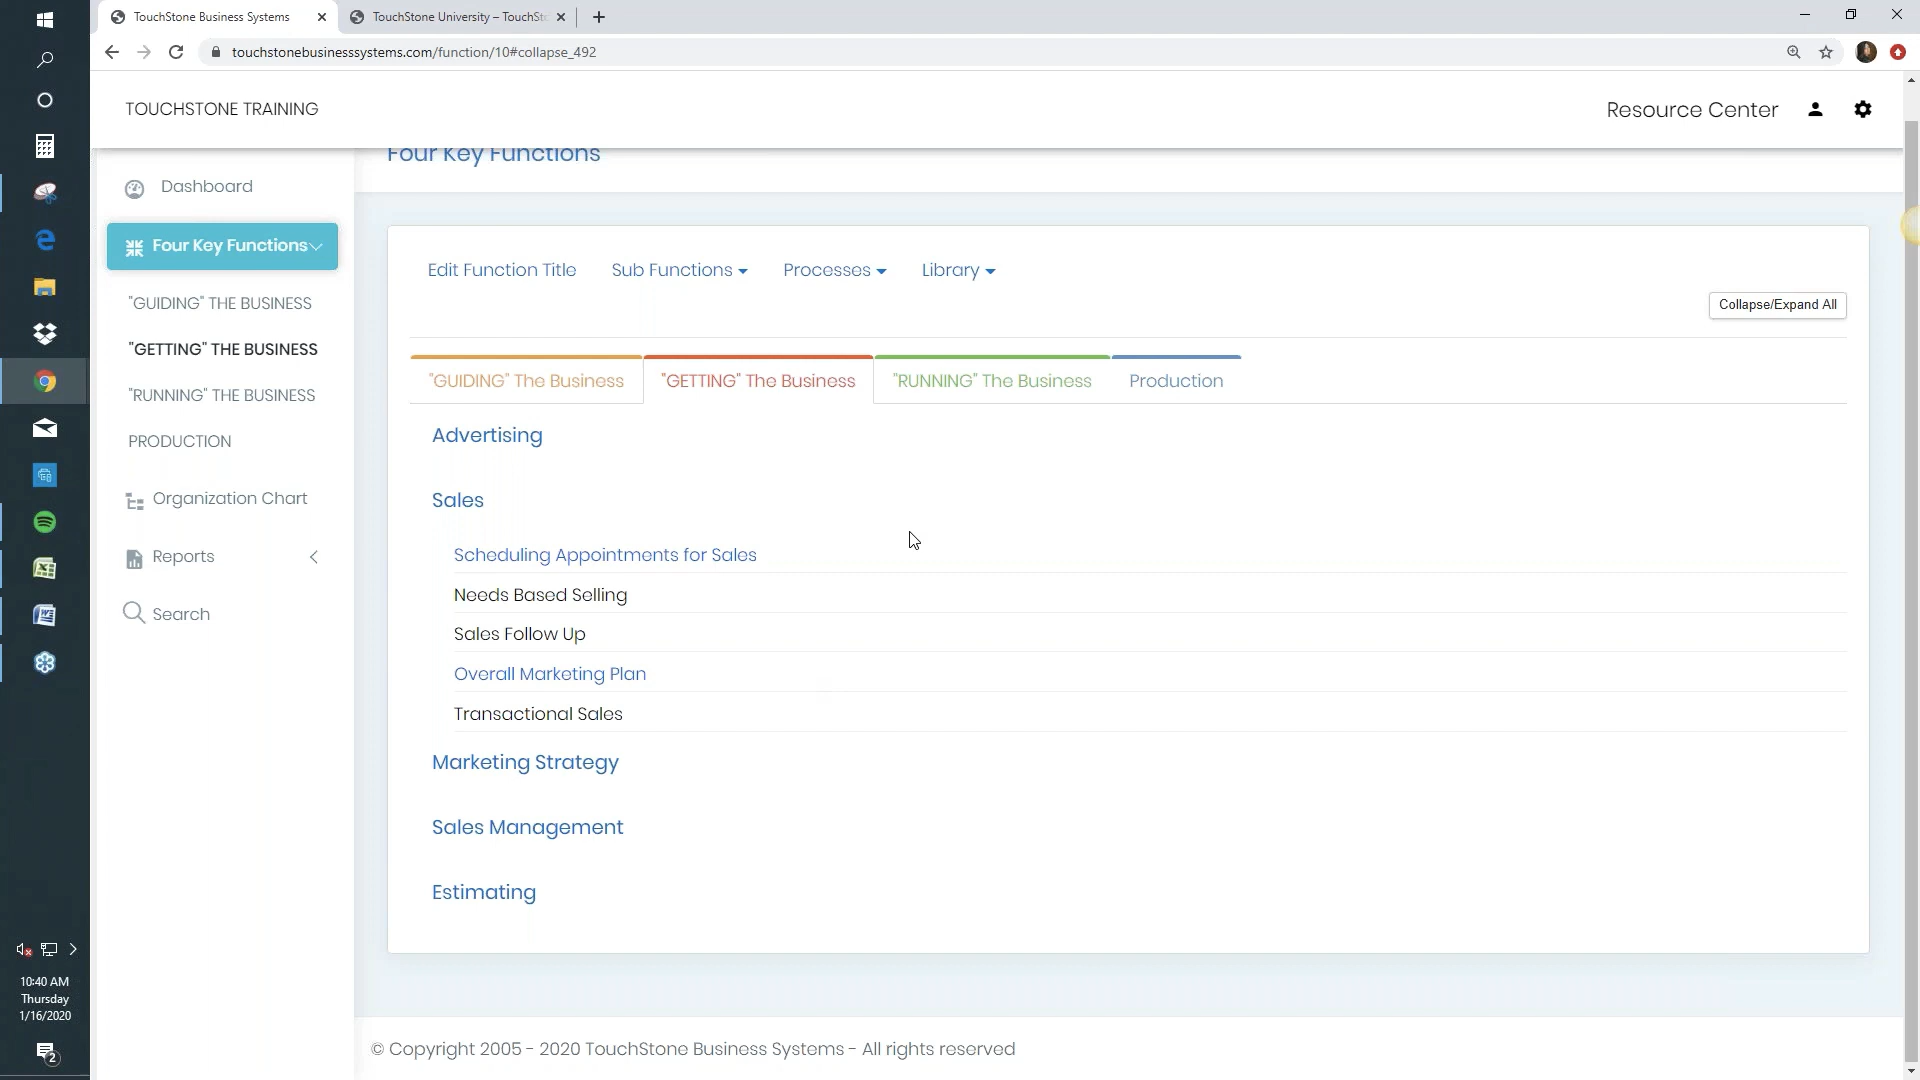 TouchStone Business Systems
TouchStone University – TouchSto
touchstonebusinesssystems.com/function/10#collapse_492
TOUCHSTONE TRAINING
Resource Center
Four Key Functions
Dashboard
Four Key Functions
"GUIDING" THE BUSINESS
"GETTING" THE BUSINESS
"RUNNING" THE BUSINESS
PRODUCTION
Organization Chart
Reports
Search
Edit Function Title Sub Functions Processes Library
Collapse/Expand All
"GUIDING" The Business "GETTING" The Business "RUNNING" The Business Production
Advertising
Sales
Scheduling Appointments for Sales
Needs Based Selling
Sales Follow Up
Overall Marketing Plan
Transactional Sales
Marketing Strategy
Sales Management
Estimating
© Copyright 2005 - 2020 TouchStone Business Systems - All rights reserved
10:40 AM
Thursday
1/16/2020
2